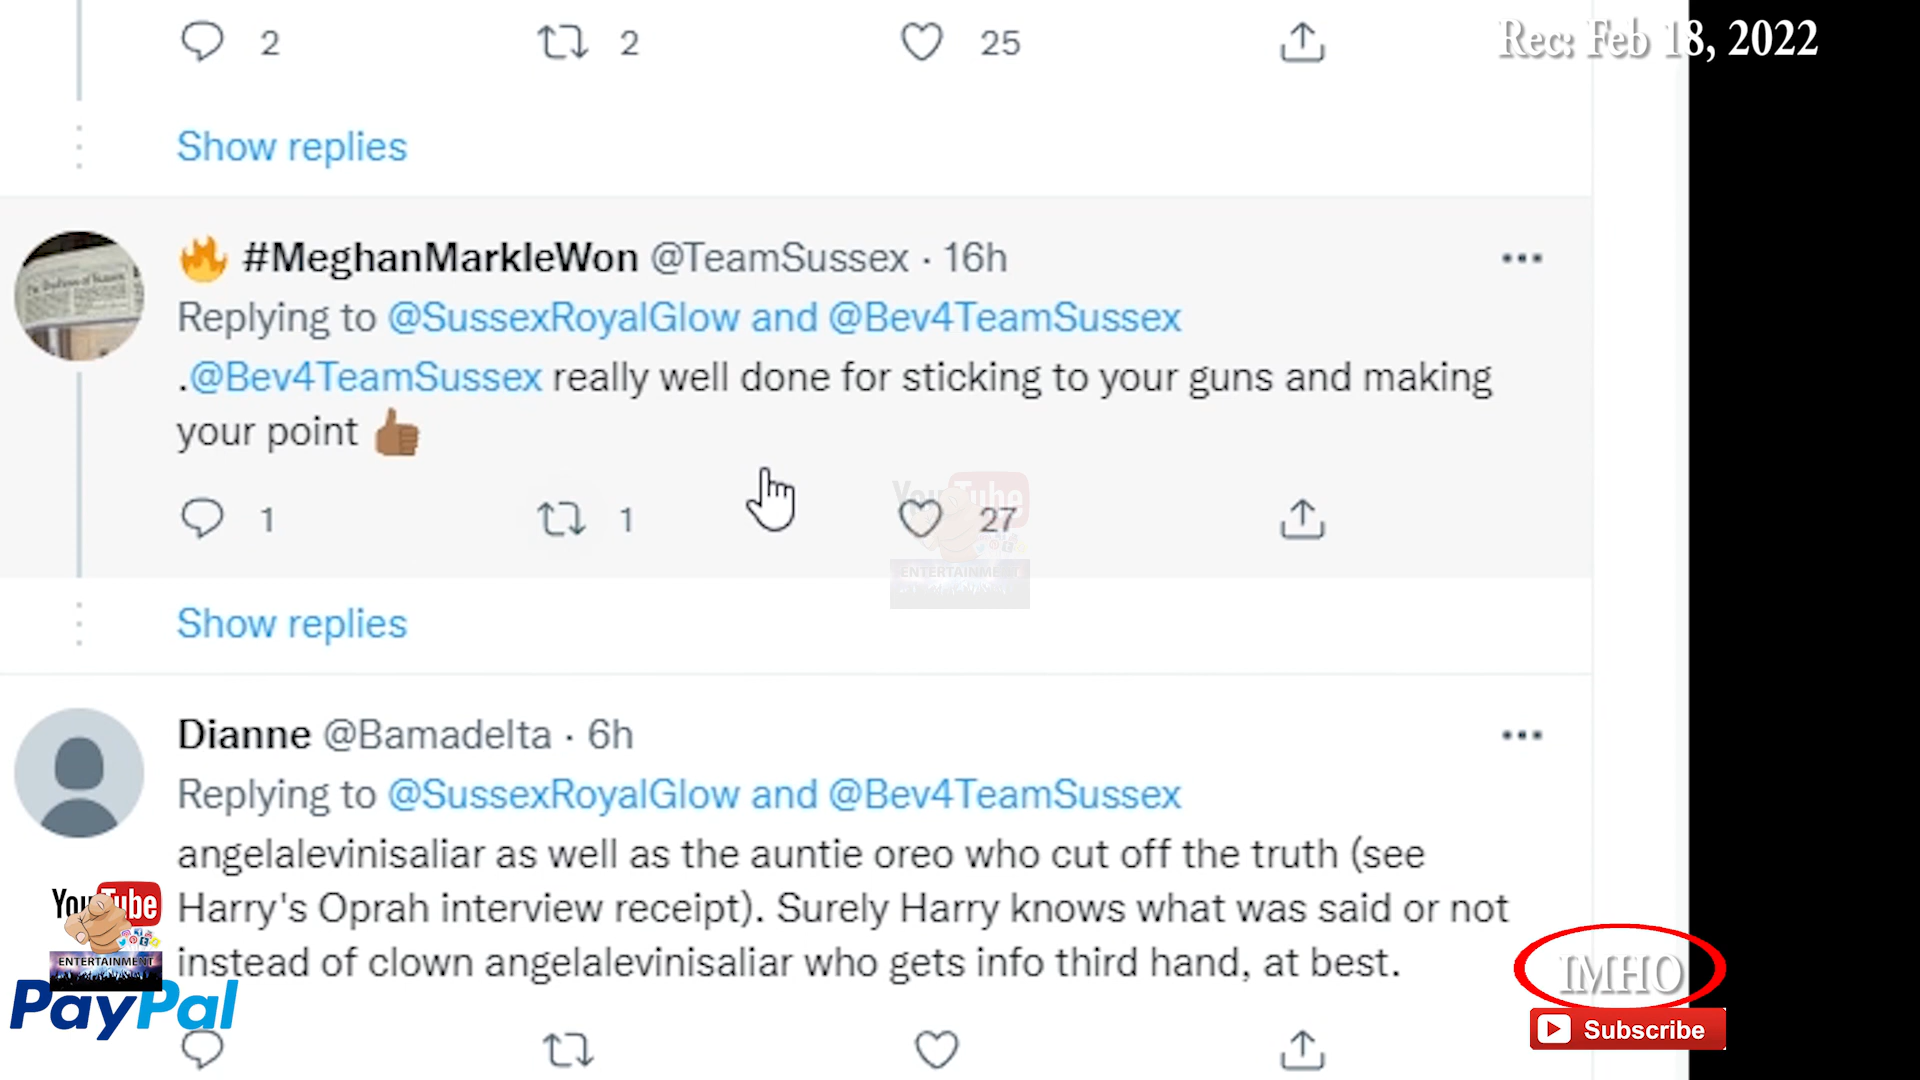 2 2 25
Rec: Feb 18, 2022
Show replies
🔥 #MeghanMarkleWon @TeamSussex · 16h
Replying to @SussexRoyalGlow and @Bev4TeamSussex
.@Bev4TeamSussex really well done for sticking to your guns and making
your point 👍🏾
1 1 27
YouTube
ENTERTAINMENT
Show replies
Dianne @Bamadelta · 6h
Replying to @SussexRoyalGlow and @Bev4TeamSussex
angelalevinisaliar as well as the auntie oreo who cut off the truth (see
Harry's Oprah interview receipt). Surely Harry knows what was said or not
instead of clown angelalevinisaliar who gets info third hand, at best.
YouTube
ENTERTAINMENT
PayPal
IMHO
Subscribe